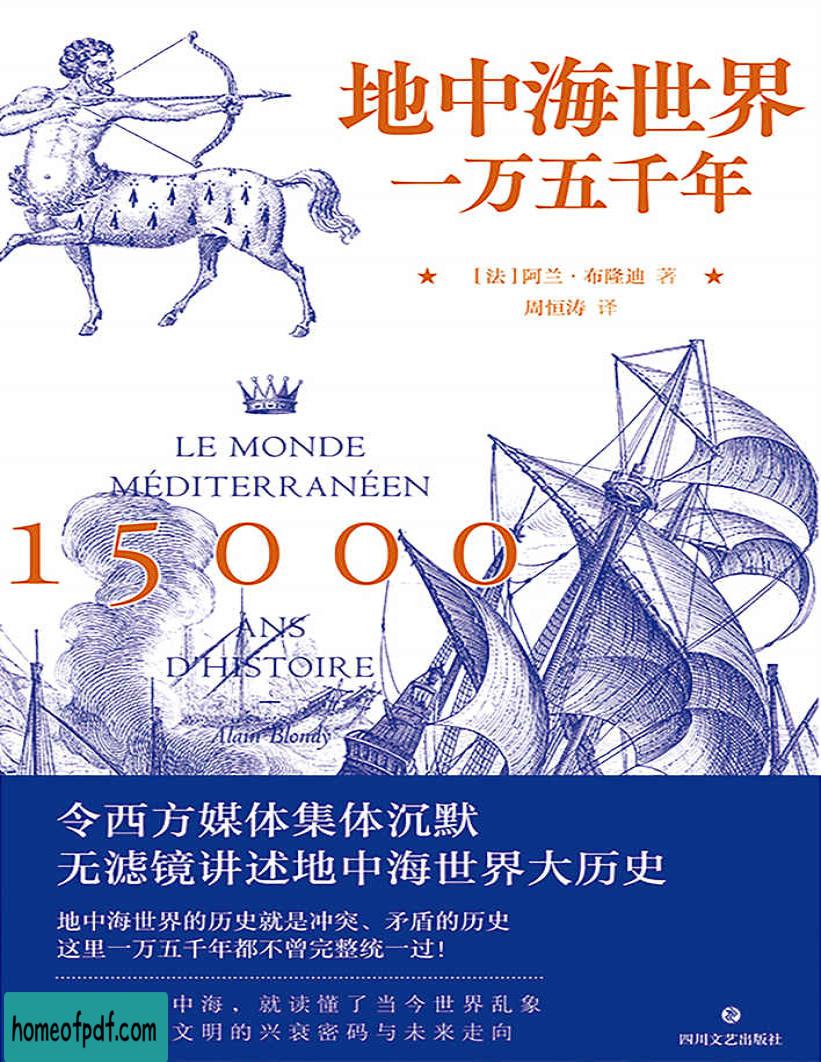 地中海世界
一万五千年
[法]阿兰·布隆迪 著
周恒涛 译
LE MONDE
MÉDITERRANÉEN
15000
ANS
D'HISTOIRE
Alain Blondy
令西方媒体集体沉默
无滤镜讲述地中海世界大历史
地中海世界的历史就是冲突、矛盾的历史
这里一万五千年都不曾完整统一过！
中海，就读懂了当今世界乱象
文明的兴衰密码与未来走向
四川文艺出版社
homeofpdf.com